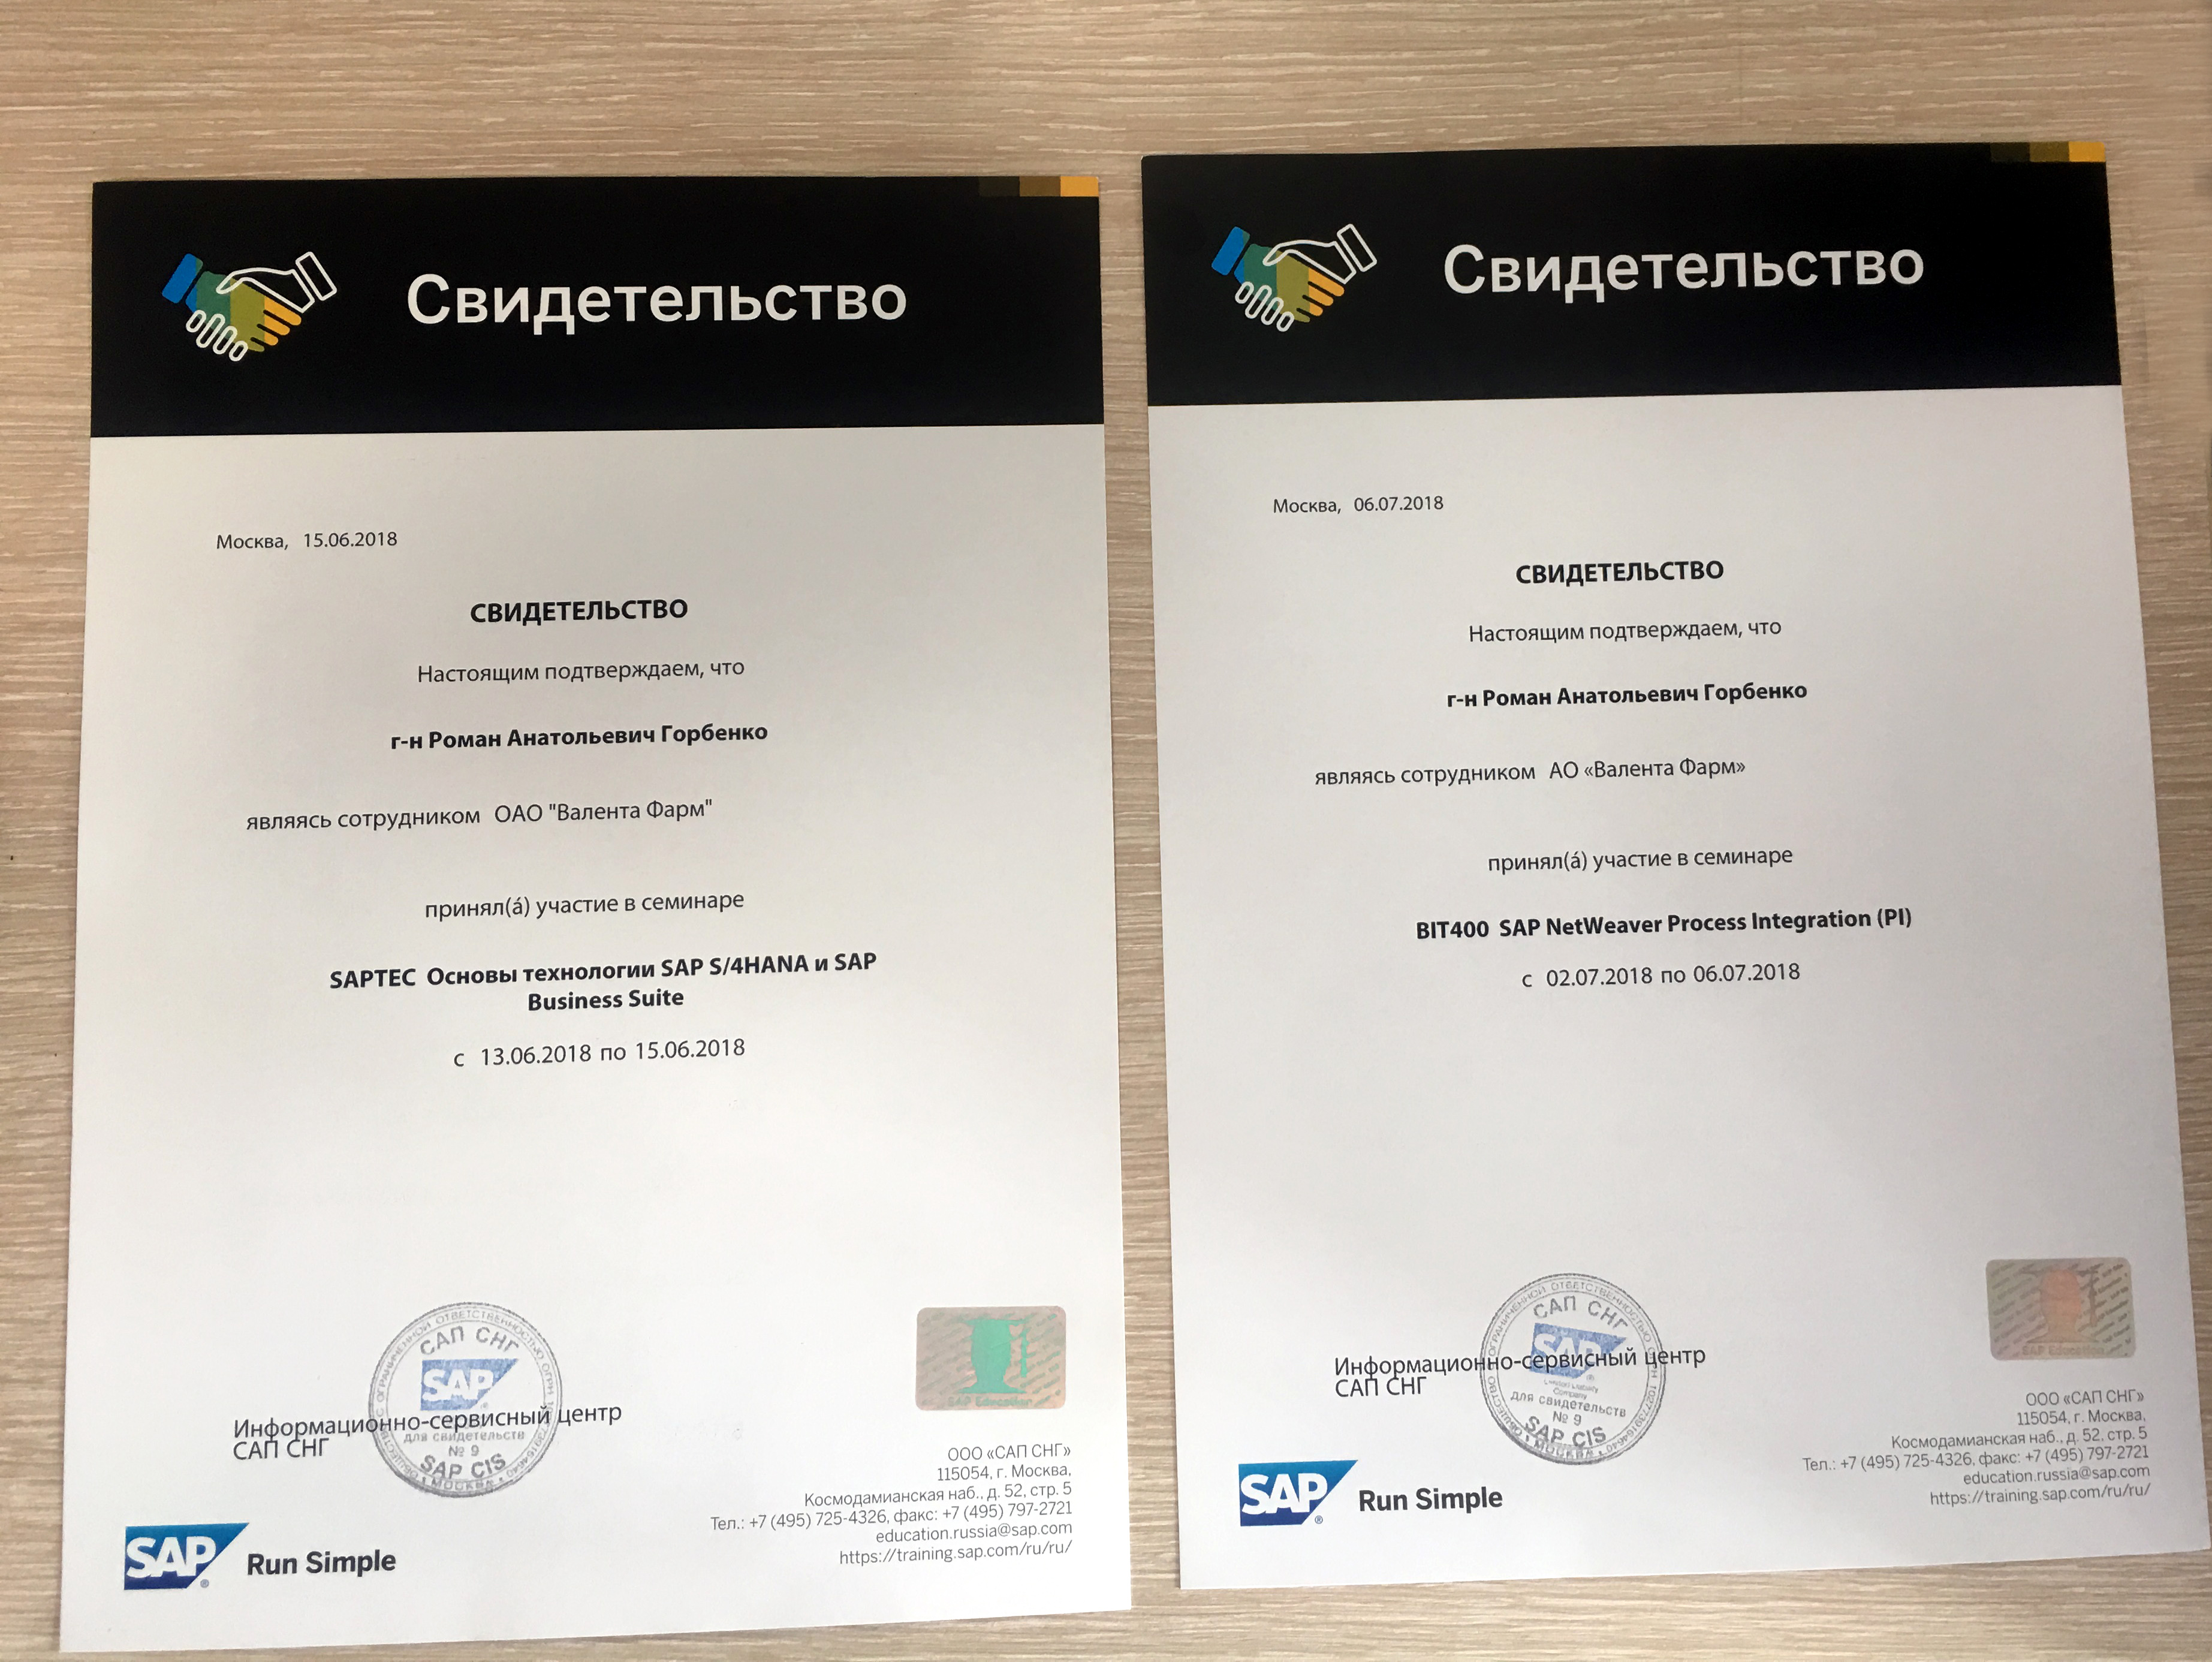 Свидетельство
Москва, 15.06.2018
СВИДЕТЕЛЬСТВО
Настоящим подтверждаем, что
г-н Роман Анатольевич Горбенко
являясь сотрудником ОАО "Валента Фарм"
принял(á) участие в семинаре
SAPTEC Основы технологии SAP S/4HANA и SAP
Business Suite
с 13.06.2018 по 15.06.2018
САП СНГ
SAP
для свидетельств
№ 9
SAP CIS
МОСКВА
Информационно-сервисный центр
САП СНГ
SAP Education
ООО «САП СНГ»
115054, г. Москва,
Космодамианская наб., д. 52, стр. 5
Тел.: +7 (495) 725-4326, факс: +7 (495) 797-2721
education.russia@sap.com
https://training.sap.com/ru/ru/
SAP® Run Simple
Свидетельство
Москва, 06.07.2018
СВИДЕТЕЛЬСТВО
Настоящим подтверждаем, что
г-н Роман Анатольевич Горбенко
являясь сотрудником АО «Валента Фарм»
принял(á) участие в семинаре
BIT400 SAP NetWeaver Process Integration (PI)
с 02.07.2018 по 06.07.2018
САП СНГ
SAP
Limited Liability
Company
для свидетельств
№ 9
SAP CIS
МОСКВА
Информационно-сервисный центр
САП СНГ
SAP Education
ООО «САП СНГ»
115054, г. Москва,
Космодамианская наб., д. 52, стр. 5
Тел.: +7 (495) 725-4326, факс: +7 (495) 797-2721
education.russia@sap.com
https://training.sap.com/ru/ru/
SAP® Run Simple